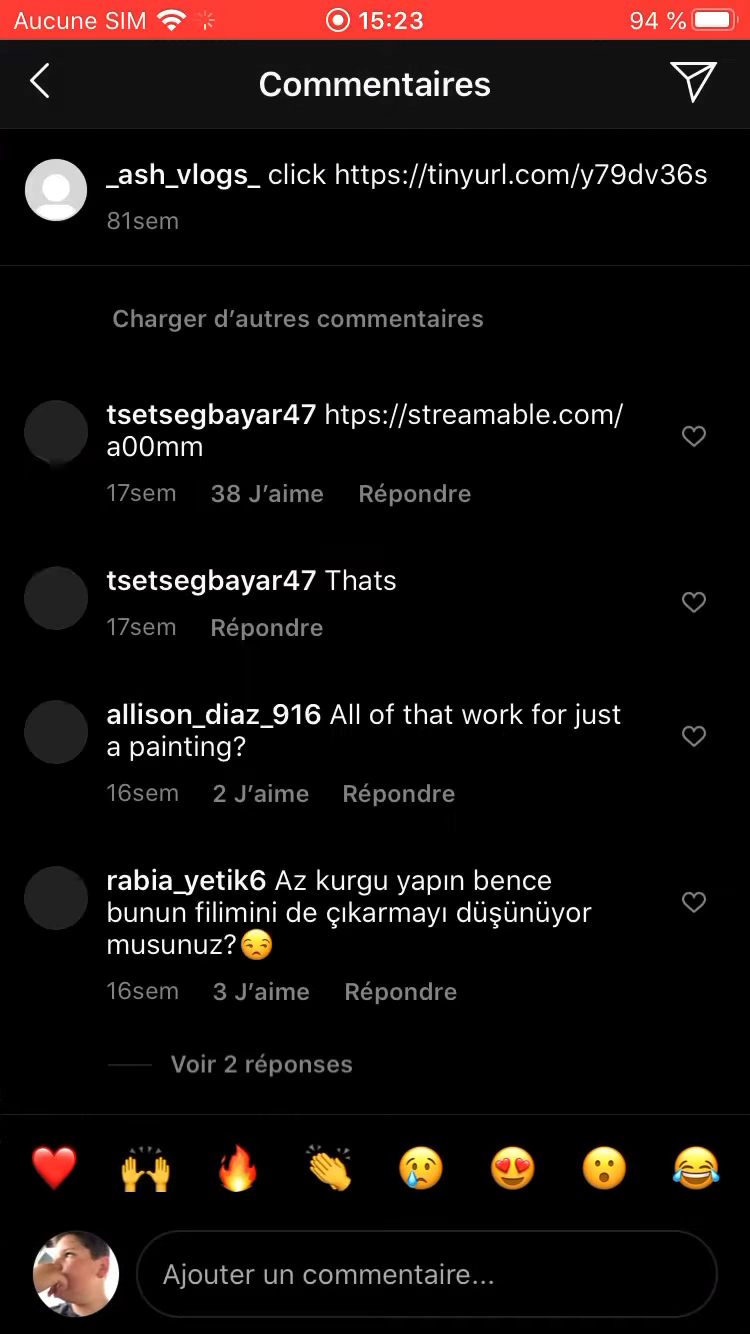 Aucune SIM 15:23 94 %
Commentaires
_ash_vlogs_ click https://tinyurl.com/y79dv36s
81sem
Charger d’autres commentaires
tsetsegbayar47 htps://streamable.com/
a00mm
17sem 38 J’aime Répondre
tsetsegbayar47 Thats
17sem Répondre
allison_diaz_916 All of that work for just
a painting?
16sem 2 J’aime Répondre
rabia_yetik6 Az kurgu yapın bence
bunun filimini de çıkarmayı düşünüyor
musunuz?😒
16sem 3 J’aime Répondre
Voir 2 réponses
Ajouter un commentaire...